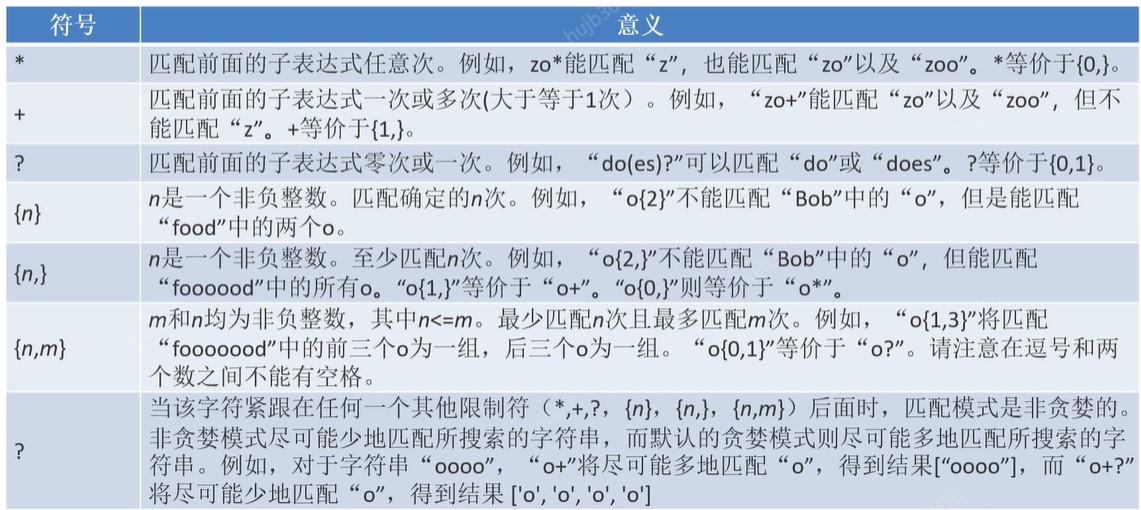 符号 意义
* 匹配前面的子表达式任意次。例如，zo*能匹配“z”，也能匹配“zo”以及“zoo”。*等价于{0,}。
+ 匹配前面的子表达式一次或多次(大于等于1次）。例如，“zo+”能匹配“zo”以及“zoo”，但不
能匹配“z”。+等价于{1,}。
? 匹配前面的子表达式零次或一次。例如，“do(es)?”可以匹配“do”或“does”。?等价于{0,1}。
{n} n是一个非负整数。匹配确定的n次。例如，“o{2}”不能匹配“Bob”中的“o”，但是能匹配
“food”中的两个o。
{n,} n是一个非负整数。至少匹配n次。例如，“o{2,}”不能匹配“Bob”中的“o”，但能匹配
“foooood”中的所有o。“o{1,}”等价于“o+”。“o{0,}”则等价于“o*”。
{n,m} m和n均为非负整数，其中n<=m。最少匹配n次且最多匹配m次。例如，“o{1,3}”将匹配
“fooooood”中的前三个o为一组，后三个o为一组。“o{0,1}”等价于“o?”。请注意在逗号和两
个数之间不能有空格。
? 当该字符紧跟在任何一个其他限制符（*,+,?，{n}，{n,}，{n,m}）后面时，匹配模式是非贪婪的。
非贪婪模式尽可能少地匹配所搜索的字符串，而默认的贪婪模式则尽可能多地匹配所搜索的字
符串。例如，对于字符串“oooo”，“o+”将尽可能多地匹配“o”，得到结果[“oooo”]，而“o+?”
将尽可能少地匹配“o”，得到结果 ['o', 'o', 'o', 'o']